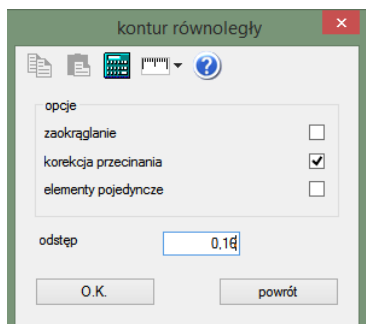 kontur równoległy
opcje
zaokrąglanie
korekcja przecinania
elementy pojedyncze
odstęp 0,16
O.K. powrót